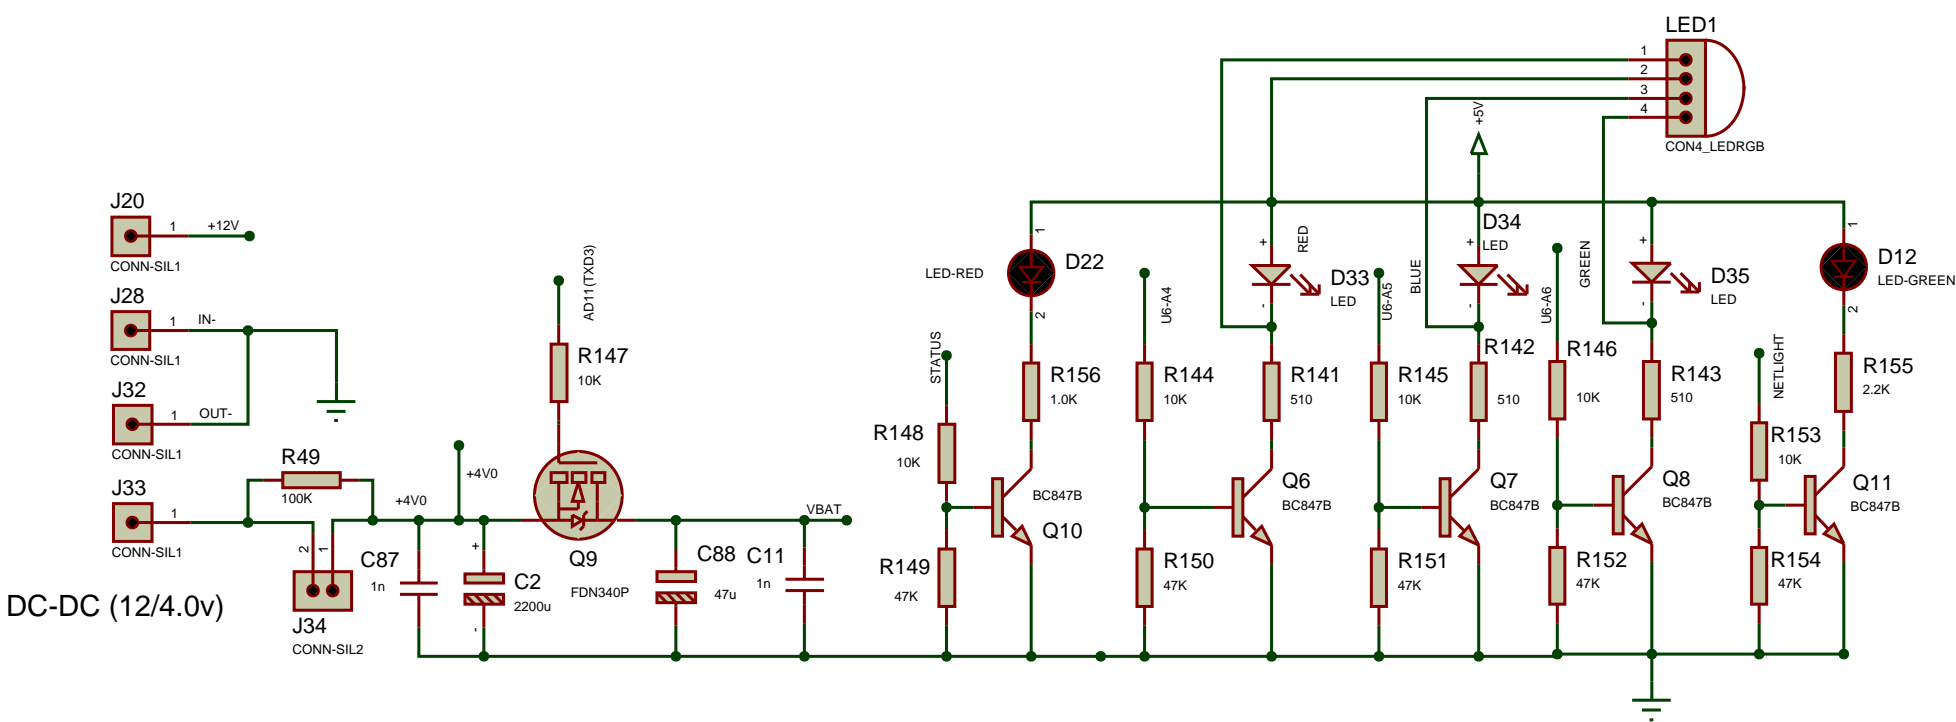 LED1
1
2
3
4
CON4_LEDRGB
+5V
J20
1
+12V
CONN-SIL1
J28
1
IN-
CONN-SIL1
J32
1
OUT-
CONN-SIL1
J33
1
CONN-SIL1
R49
100K
2
1
J34
CONN-SIL2
DC-DC (12/4.0v)
+4V0
+4V0
C87
1n
+
C2
2200u
-
AD11(TXD3)
R147
10K
Q9
FDN340P
C88
47u
C11
1n
VBAT
LED-RED
1
D22
2
STATUS
R156
1.0K
R148
10K
BC847B
Q10
R149
47K
U6-A4
R144
10K
R150
47K
RED
+
D33
LED
-
R141
510
Q6
BC847B
U6-A5
R145
10K
R151
47K
BLUE
D34
LED
+
-
R142
510
Q7
BC847B
U6-A6
R146
10K
R152
47K
GREEN
+
D35
LED
-
R143
510
Q8
BC847B
NETLIGHT
R153
10K
R154
47K
1
D12
LED-GREEN
2
R155
2.2K
Q11
BC847B